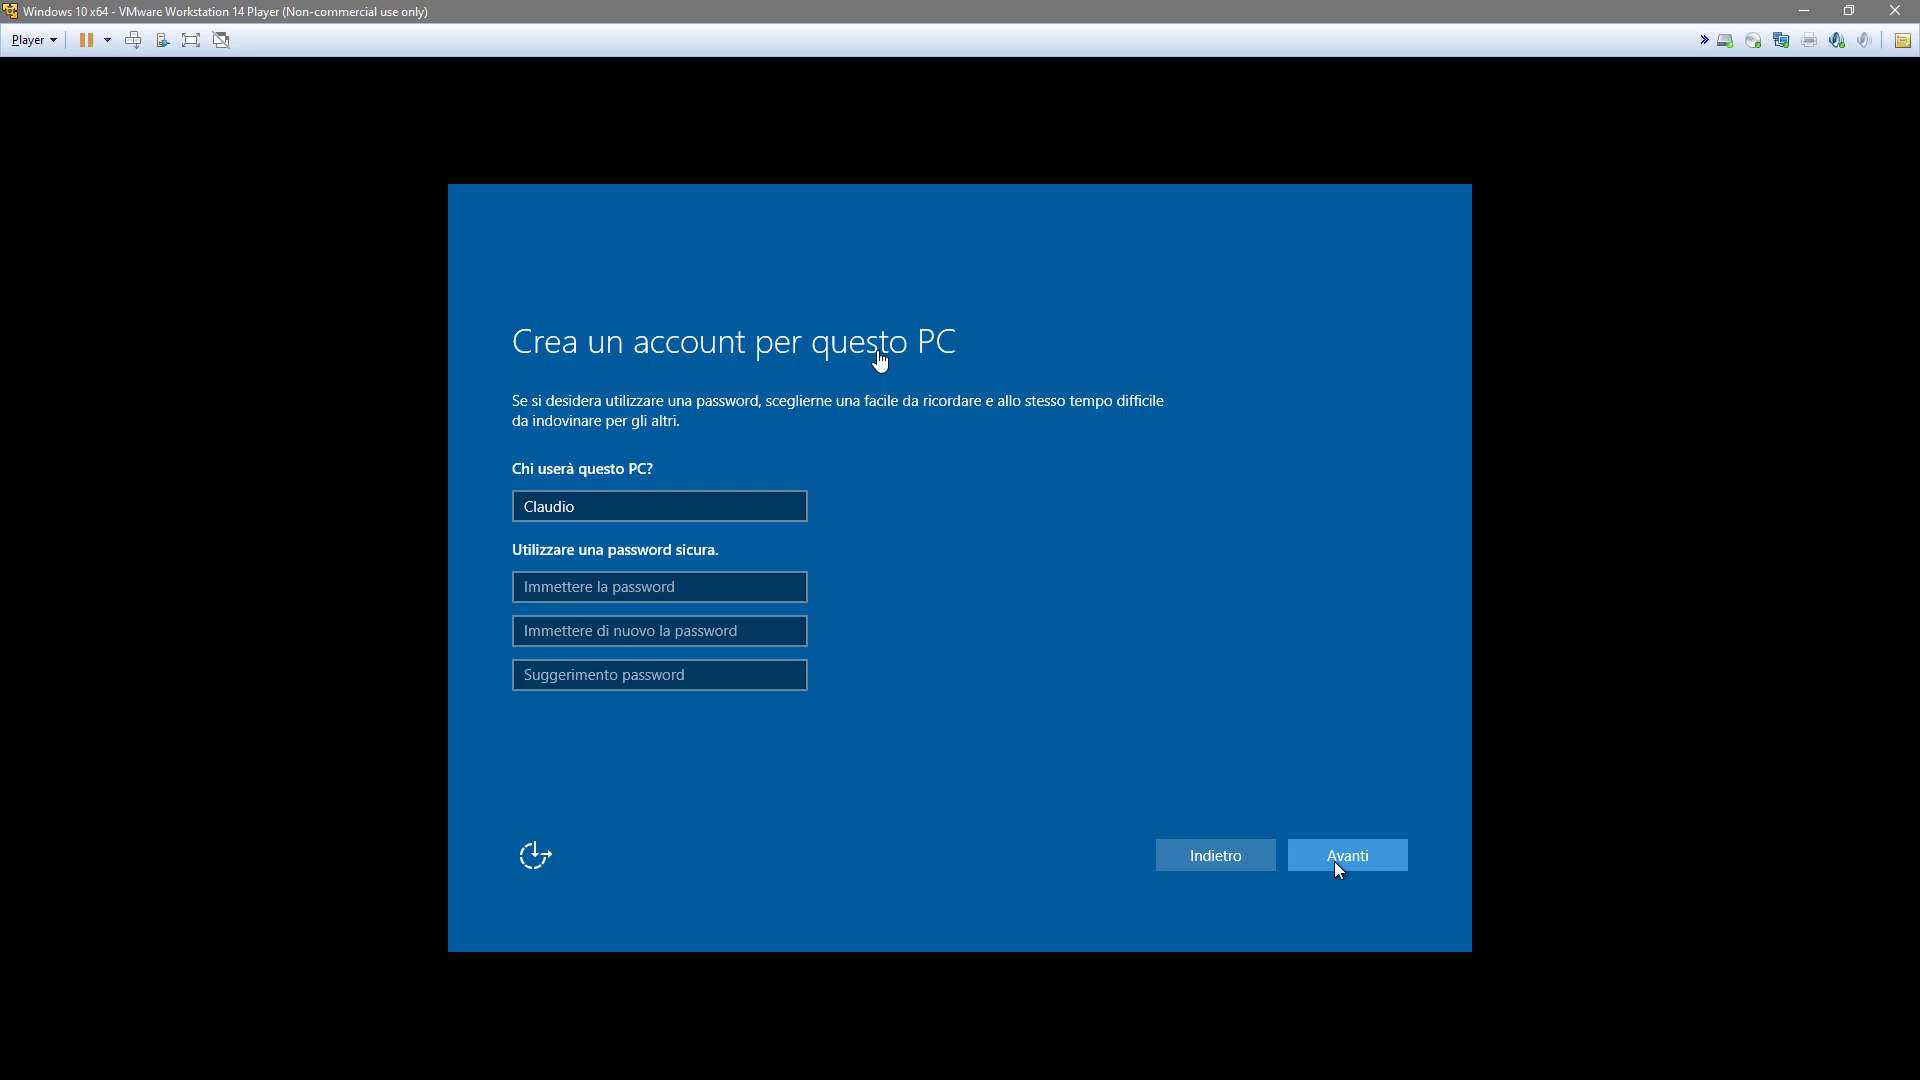 Windows 10 x64 - VMware Workstation 14 Player (Non-commercial use only)
Player
Crea un account per questo PC
Se si desidera utilizzare una password, sceglierne una facile da ricordare e allo stesso tempo difficile
da indovinare per gli altri.
Chi userà questo PC?
Claudio
Utilizzare una password sicura.
Immettere la password
Immettere di nuovo la password
Suggerimento password
Indietro
Avanti